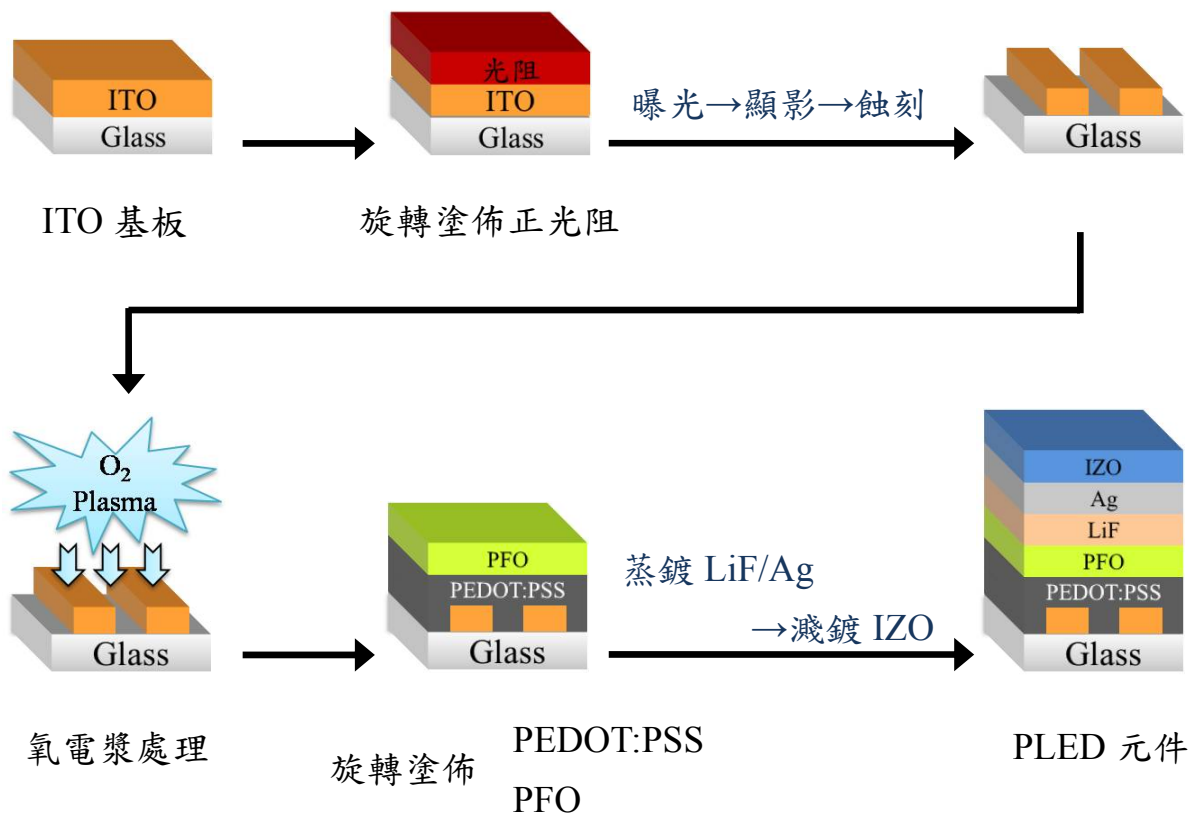 ITO
Glass
ITO 基板
光阻
ITO
Glass
旋轉塗佈正光阻
曝光→顯影→蝕刻
Glass
O₂
Plasma
Glass
氧電漿處理
PFO
PEDOT:PSS
Glass
旋轉塗佈
PEDOT:PSS
PFO
蒸鍍 LiF/Ag
→濺鍍 IZO
IZO
Ag
LiF
PFO
PEDOT:PSS
Glass
PLED 元件